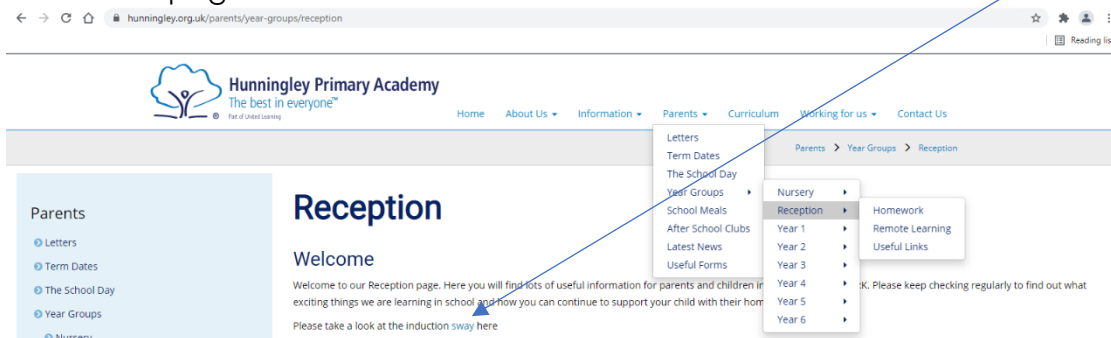 hunningley.org.uk/parents/year-groups/reception
Reading lis
Hunningley Primary Academy
The best in everyone™
Part of United Learning
Home About Us Information Parents Curriculum Working for us Contact Us
Parents > Year Groups > Reception
Letters
Term Dates
The School Day
Year Groups
School Meals
After School Clubs
Latest News
Useful Forms
Nursery
Reception
Year 1
Year 2
Year 3
Year 4
Year 5
Year 6
Homework
Remote Learning
Useful Links
Parents
Letters
Term Dates
The School Day
Year Groups
Nursery
Reception
Welcome
Welcome to our Reception page. Here you will find lots of useful information for parents and children in K. Please keep checking regularly to find out what
exciting things we are learning in school and how you can continue to support your child with their hom
Please take a look at the induction sway here